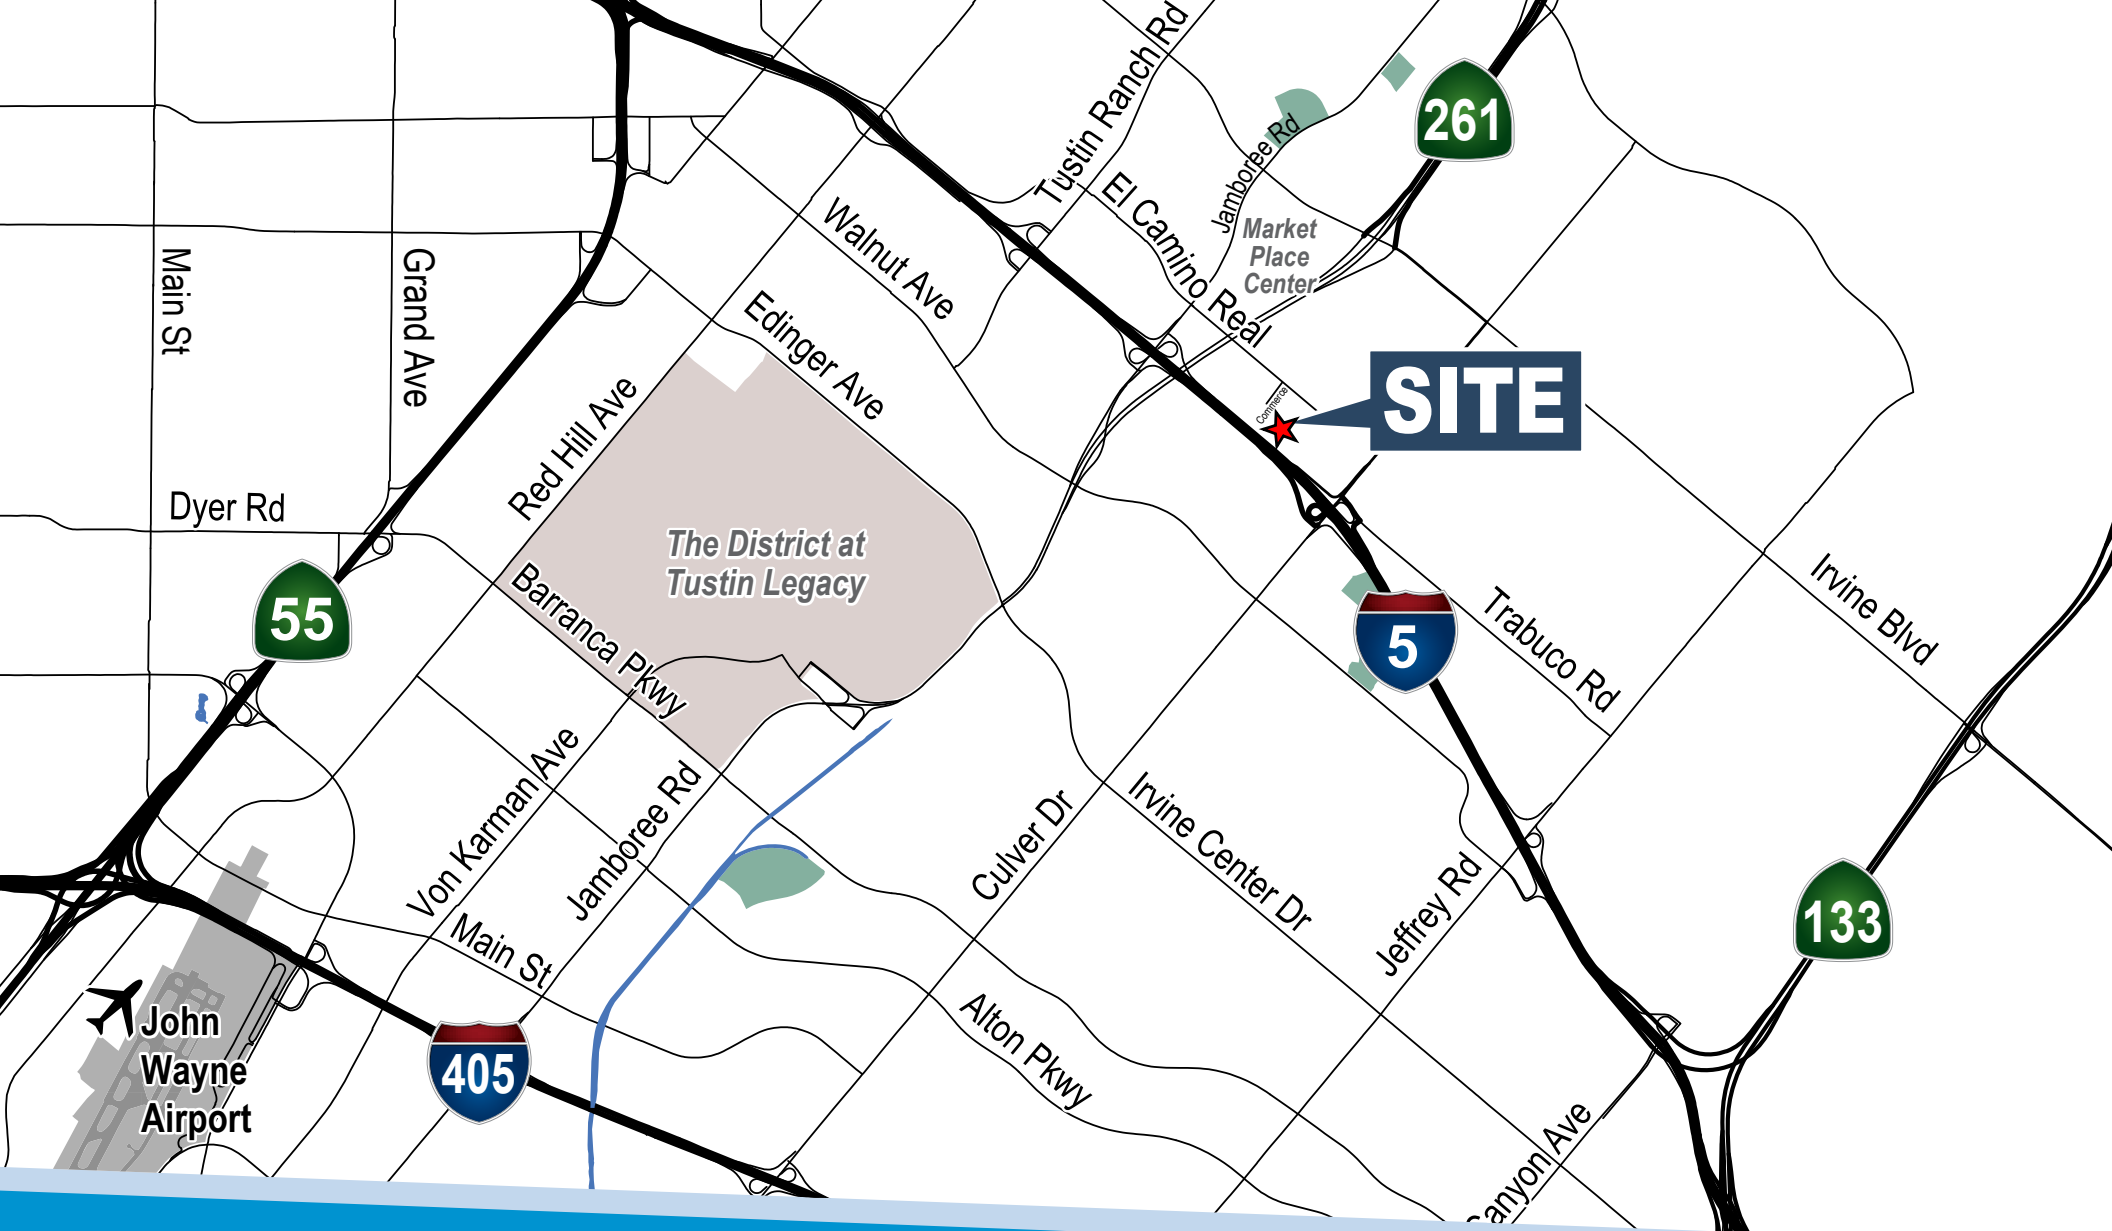 Tustin Ranch Rd
261
Jamboree Rd
El Camino Real
Market
Place
Center
Walnut Ave
Main St
Grand Ave
Edinger Ave
SITE
Commerce
Red Hill Ave
Dyer Rd
The District at
Tustin Legacy
55
Barranca Pkwy
5
Trabuco Rd
Irvine Blvd
Von Karman Ave
Jamboree Rd
Culver Dr
Irvine Center Dr
Jeffrey Rd
133
Main St
John
Wayne
Airport
405
Alton Pkwy
Canyon Ave